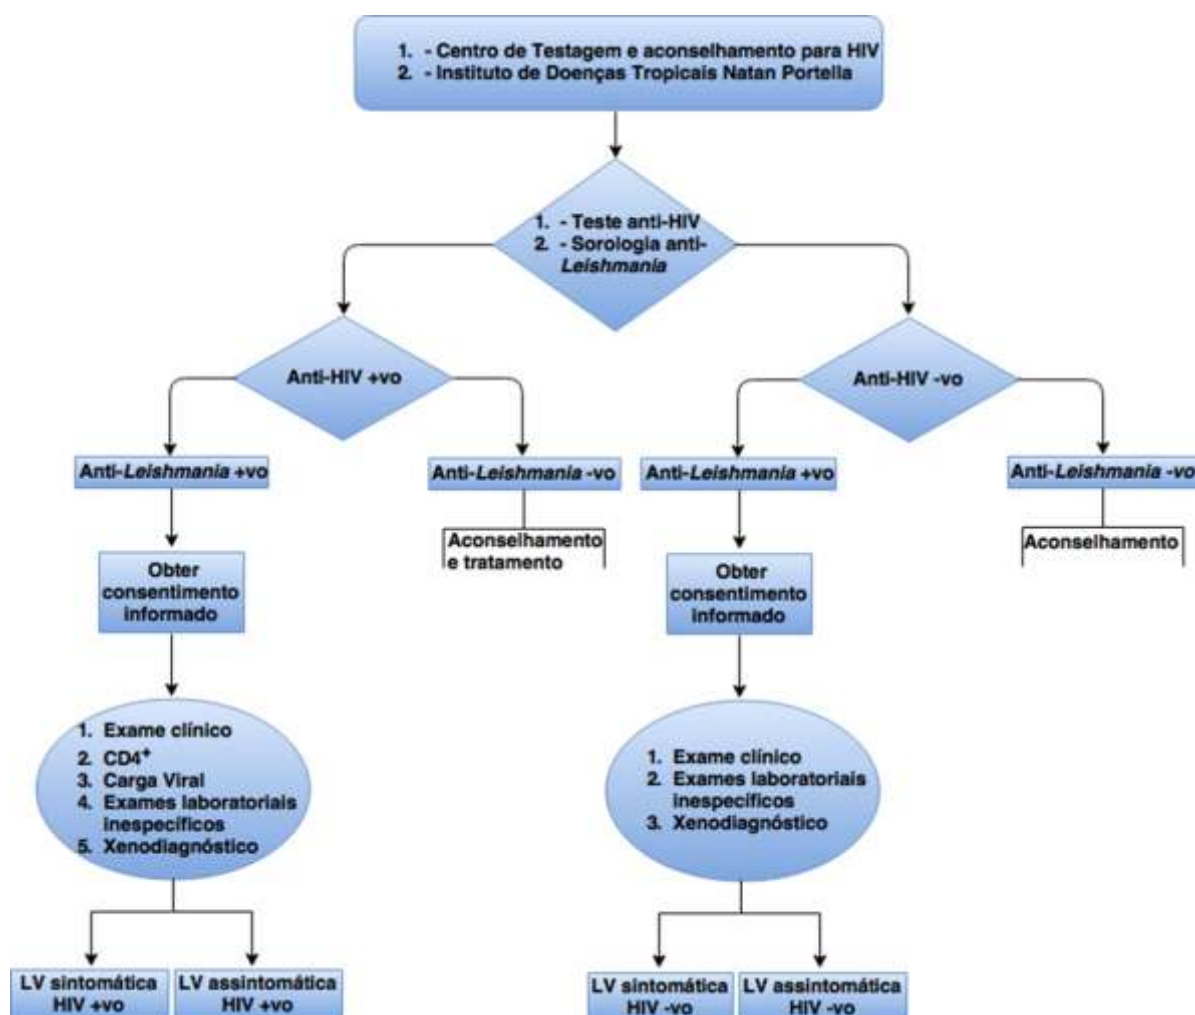 1. - Centro de Testagem e aconselhamento para HIV
2. - Instituto de Doenças Tropicais Natan Portella
1. - Teste anti-HIV
2. - Sorologia anti-
Leishmania
Anti-HIV +vo
Anti-HIV -vo
Anti-Leishmania +vo
Anti-Leishmania -vo
Anti-Leishmania +vo
Anti-Leishmania -vo
Aconselhamento
e tratamento
Aconselhamento
Obter
consentimento
informado
Obter
consentimento
informado
1. Exame clínico
2. CD4+
3. Carga Viral
4. Exames laboratoriais
inespecíficos
5. Xenodiagnóstico
1. Exame clínico
2. Exames laboratoriais
inespecíficos
3. Xenodiagnóstico
LV sintomática
HIV +vo
LV assintomática
HIV +vo
LV sintomática
HIV -vo
LV assintomática
HIV -vo